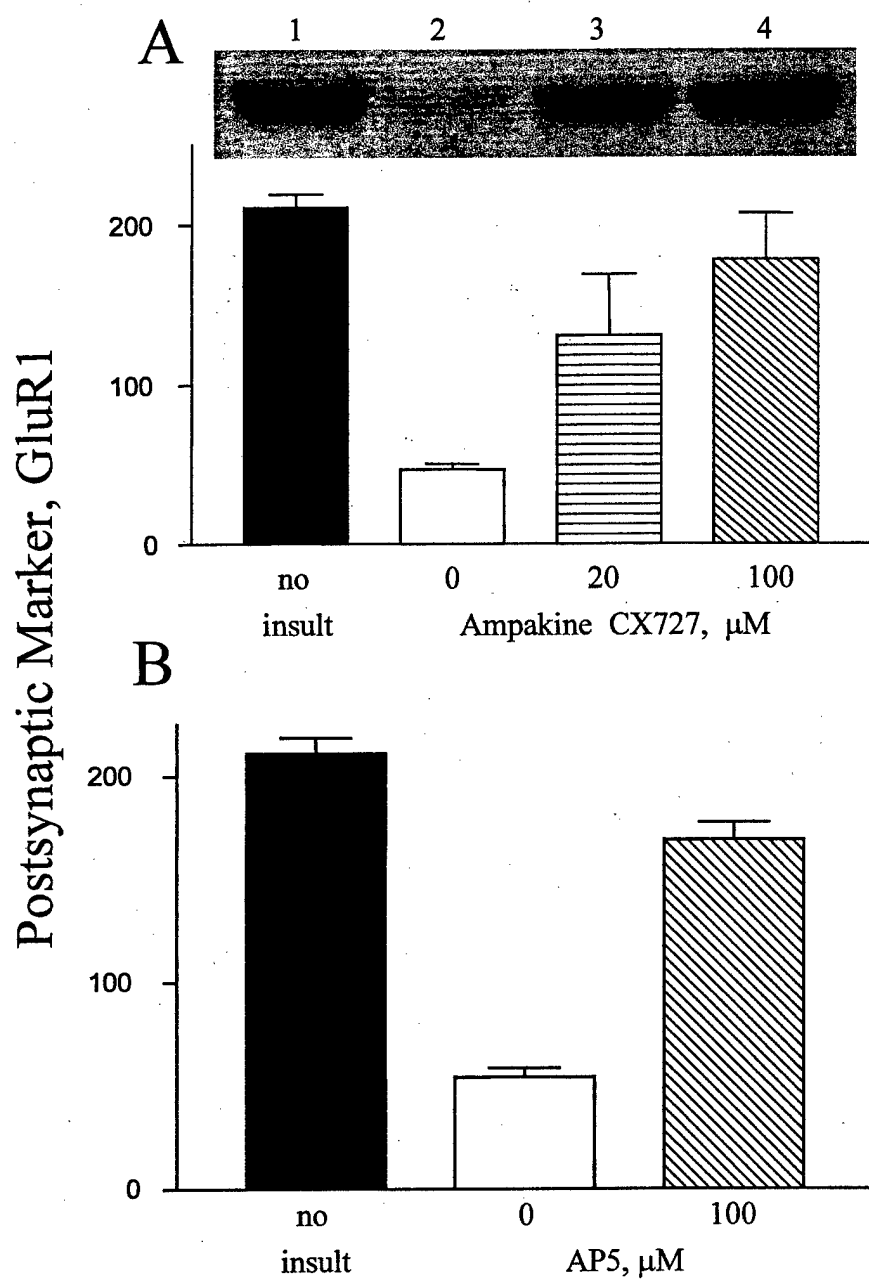 A
1 2 3 4
200
100
0
no 0 20 100
insult Ampakine CX727, μM
Postsynaptic Marker, GluR1
B
200
100
0
no 0 100
insult AP5, μM